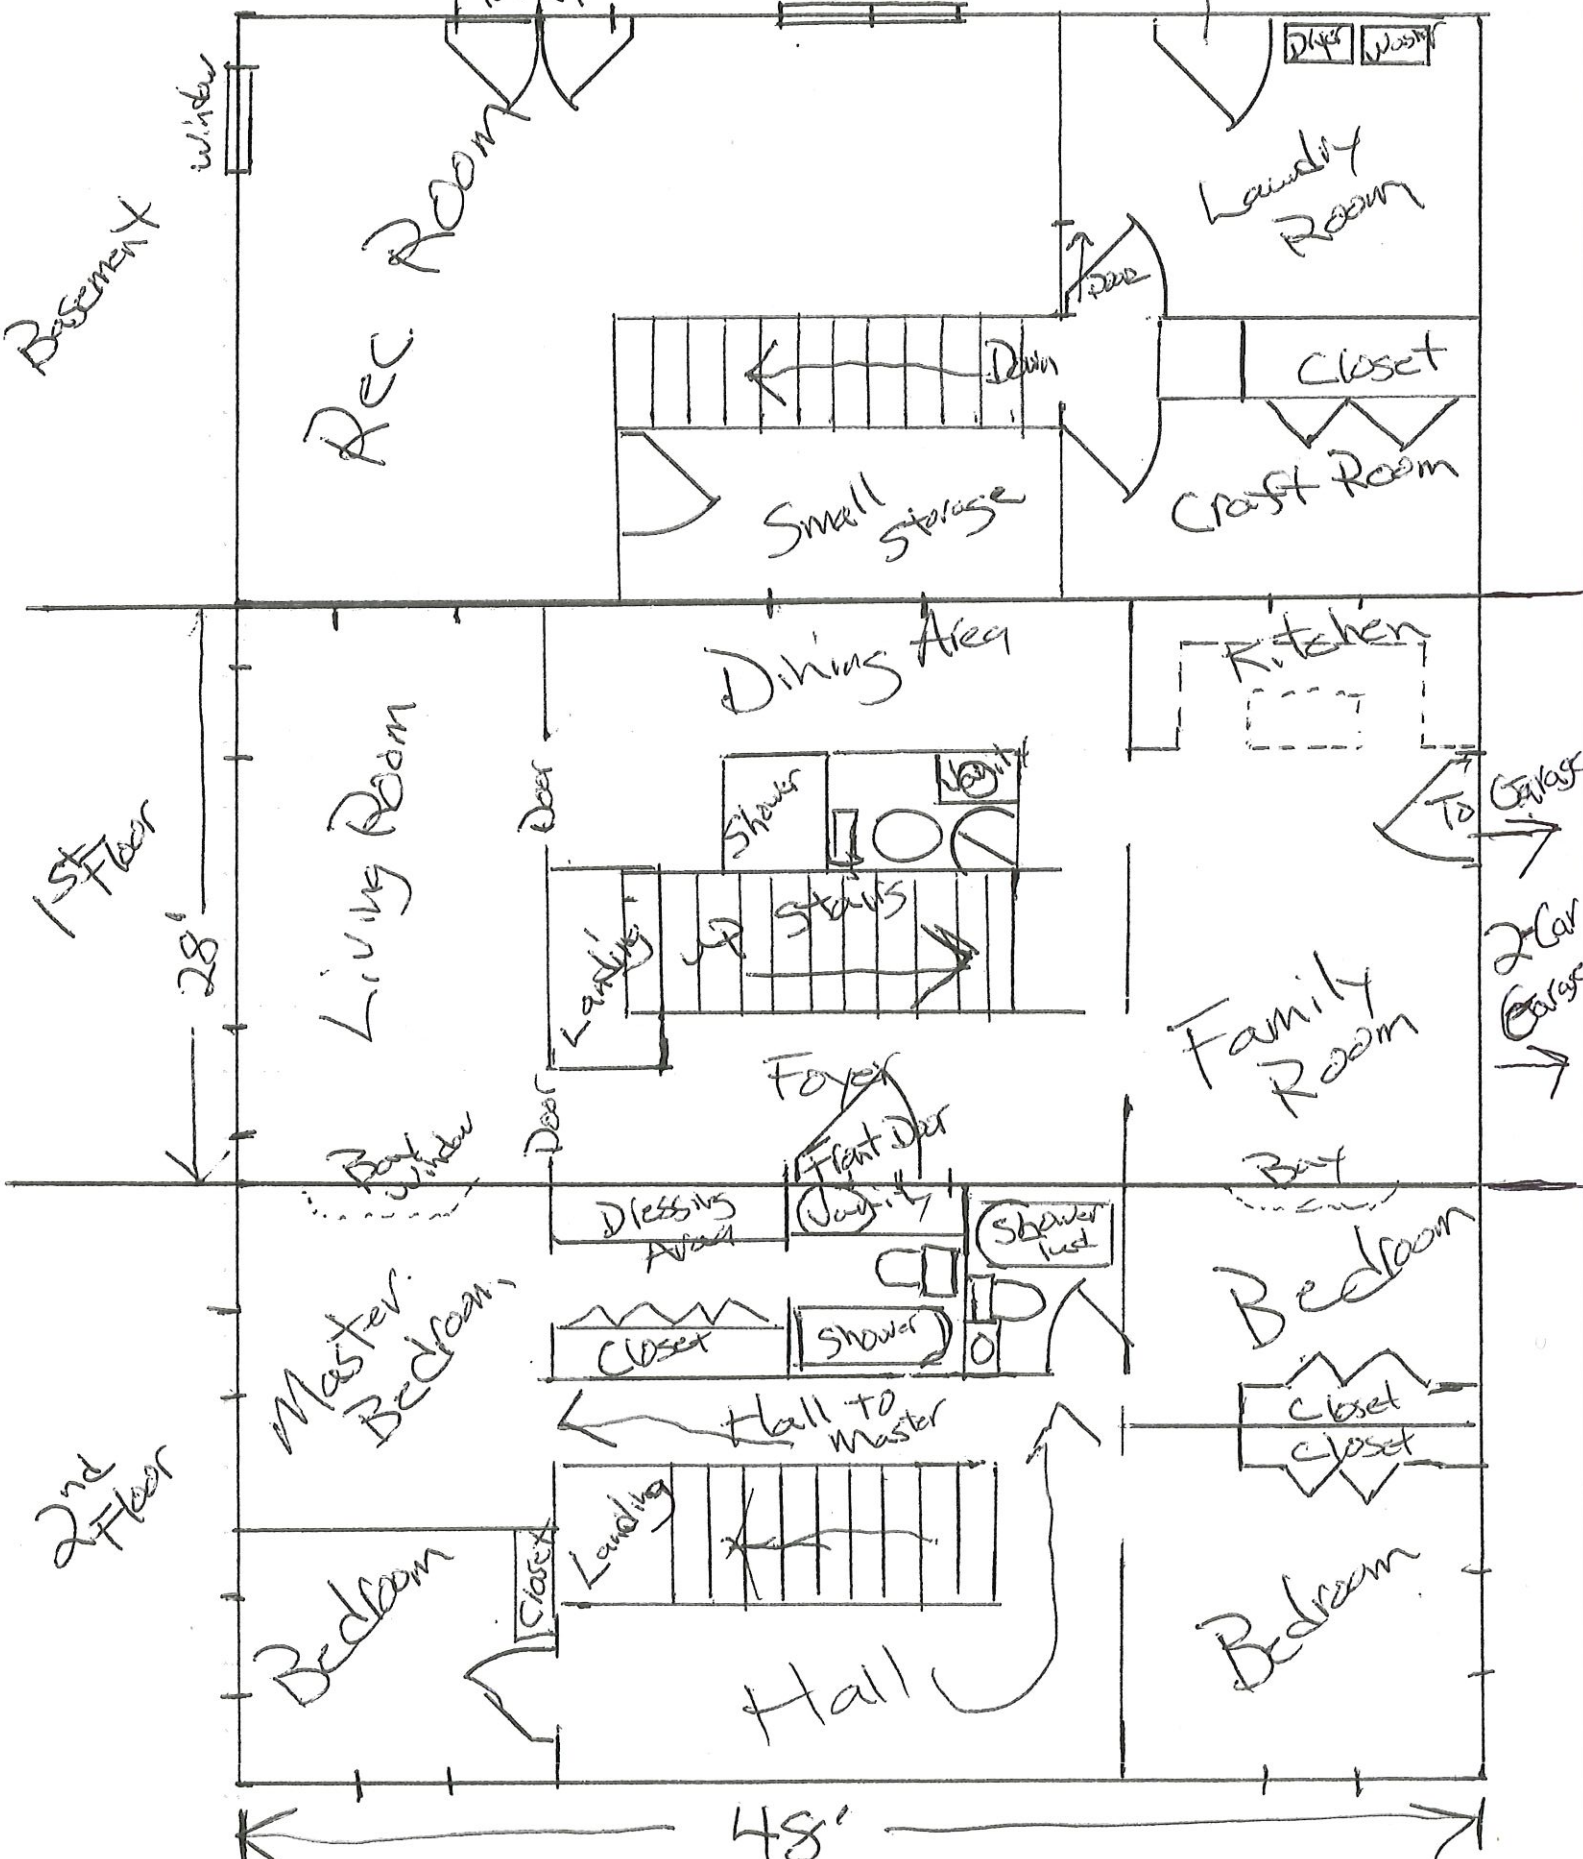 Window
Dryer
Washer
Rec Room
Laundry
Room
Door
Basement
Down
Closet
Small
Storage
Craft Room
Dining Area
Kitchen
Living Room
Door
Shower
Vanity
To Garage
1st Floor
28'
Landing
Up
Stairs
2-Car
Garage
Family
Room
Foyer
Door
Front Door
Bay
Window
Bay
Dressing
Area
Vanity
Shower
Bedroom
Master
Bedroom
Closet
Shower
Closet
Closet
Hall to
Master
2nd
Floor
Landing
Closet
Bedroom
Bedroom
Hall
48'